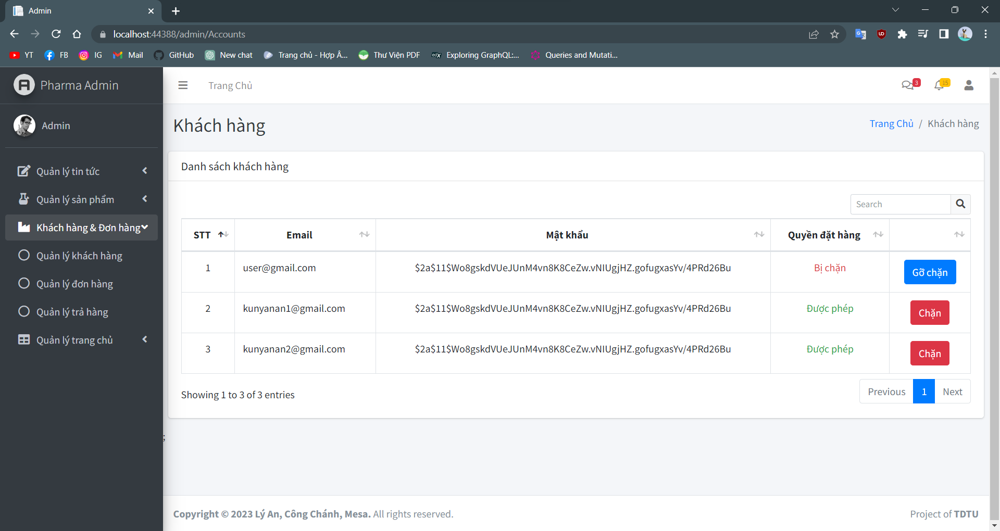 Admin
localhost:44388/admin/Accounts
YT FB IG Mail GitHub New chat Trang chủ - Hợp Â... Thư Viện PDF edX Exploring GraphQL:... Queries and Mutati...
Pharma Admin
Trang Chủ
3
15
Admin
Khách hàng
Trang Chủ / Khách hàng
Quản lý tin tức
Quản lý sản phẩm
Khách hàng & Đơn hàng
Quản lý khách hàng
Quản lý đơn hàng
Quản lý trả hàng
Quản lý trang chủ
Danh sách khách hàng
Search
STT Email Mật khẩu Quyền đặt hàng
1 user@gmail.com $2a$11$Wo8gskdVUeJUnM4vn8K8CeZw.vNIUgjHZ.gofugxasYv/4PRd26Bu Bị chặn Gỡ chặn
2 kunyanan1@gmail.com $2a$11$Wo8gskdVUeJUnM4vn8K8CeZw.vNIUgjHZ.gofugxasYv/4PRd26Bu Được phép Chặn
3 kunyanan2@gmail.com $2a$11$Wo8gskdVUeJUnM4vn8K8CeZw.vNIUgjHZ.gofugxasYv/4PRd26Bu Được phép Chặn
Showing 1 to 3 of 3 entries
Previous 1 Next
;
Copyright © 2023 Lý An, Công Chánh, Mesa. All rights reserved.
Project of TDTU